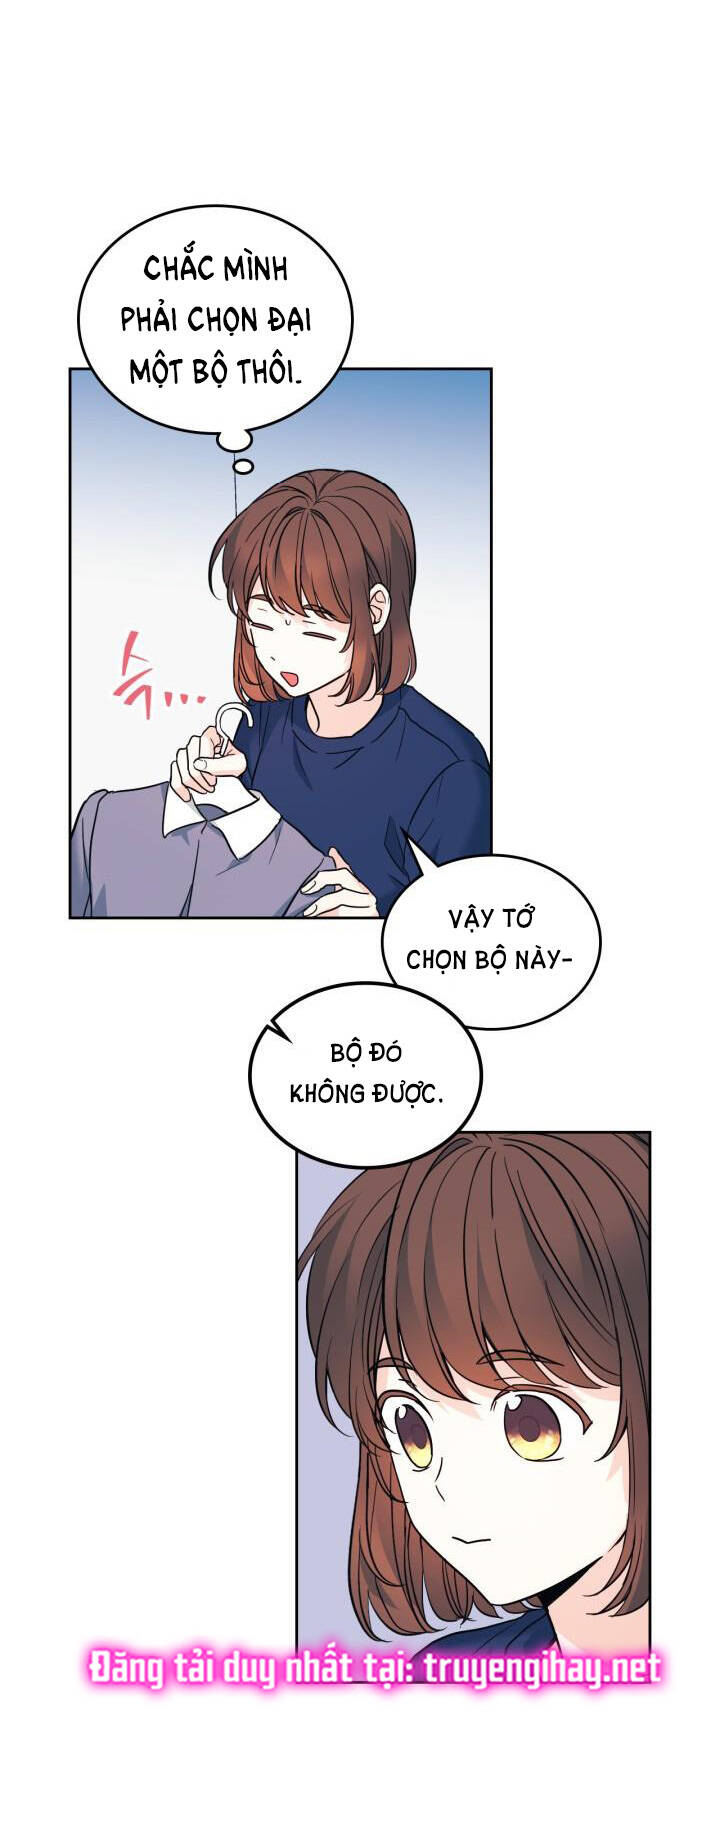 CHẮC MÌNH
PHẢI CHỌN ĐẠI
MỘT BỘ THÔI.
슥...
VẬY TỚ
CHỌN BỘ NÀY-
BỘ ĐÓ
KHÔNG ĐƯỢC.
Đăng tải duy nhất tại: truyengihay.net